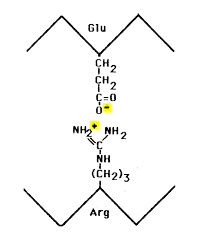 Glu
CH2
CH2
C=O
O-
+
NH2 NH2
C
NH
(CH2)3
Arg